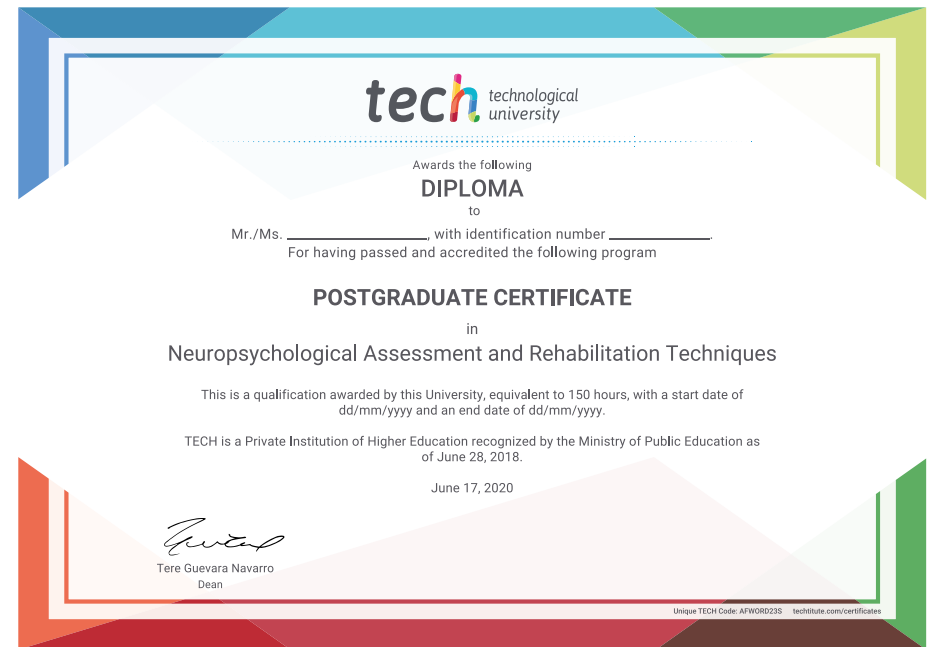 tech technological university
Awards the following
DIPLOMA
to
Mr./Ms. ____________________, with identification number ______________.
For having passed and accredited the following program
POSTGRADUATE CERTIFICATE
in
Neuropsychological Assessment and Rehabilitation Techniques
This is a qualification awarded by this University, equivalent to 150 hours, with a start date of
dd/mm/yyyy and an end date of dd/mm/yyyy.
TECH is a Private Institution of Higher Education recognized by the Ministry of Public Education as
of June 28, 2018.
June 17, 2020
Tere Guevara Navarro
Dean
Unique TECH Code: AFWORD23S techtitute.com/certificates